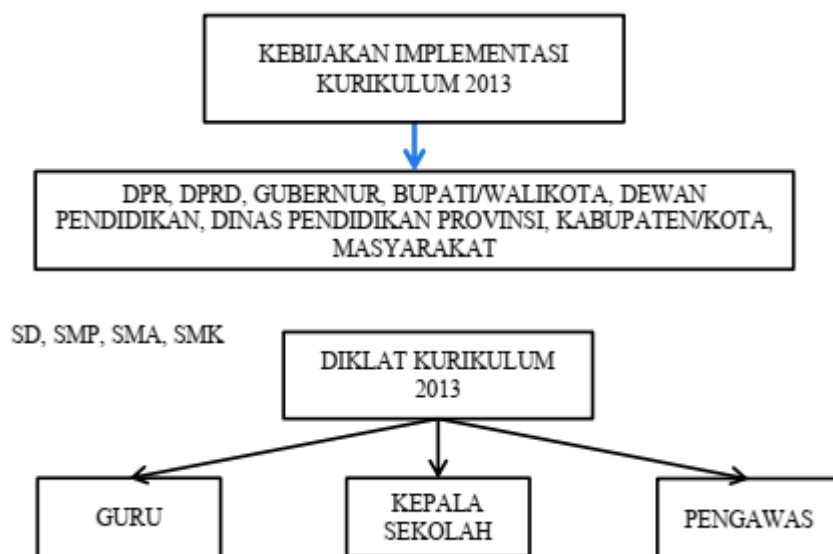 KEBIJAKAN IMPLEMENTASI
KURIKULUM 2013
DPR, DPRD, GUBERNUR, BUPATI/WALIKOTA, DEWAN
PENDIDIKAN, DINAS PENDIDIKAN PROVINSI, KABUPATEN/KOTA,
MASYARAKAT
SD, SMP, SMA, SMK
DIKLAT KURIKULUM
2013
GURU
KEPALA
SEKOLAH
PENGAWAS